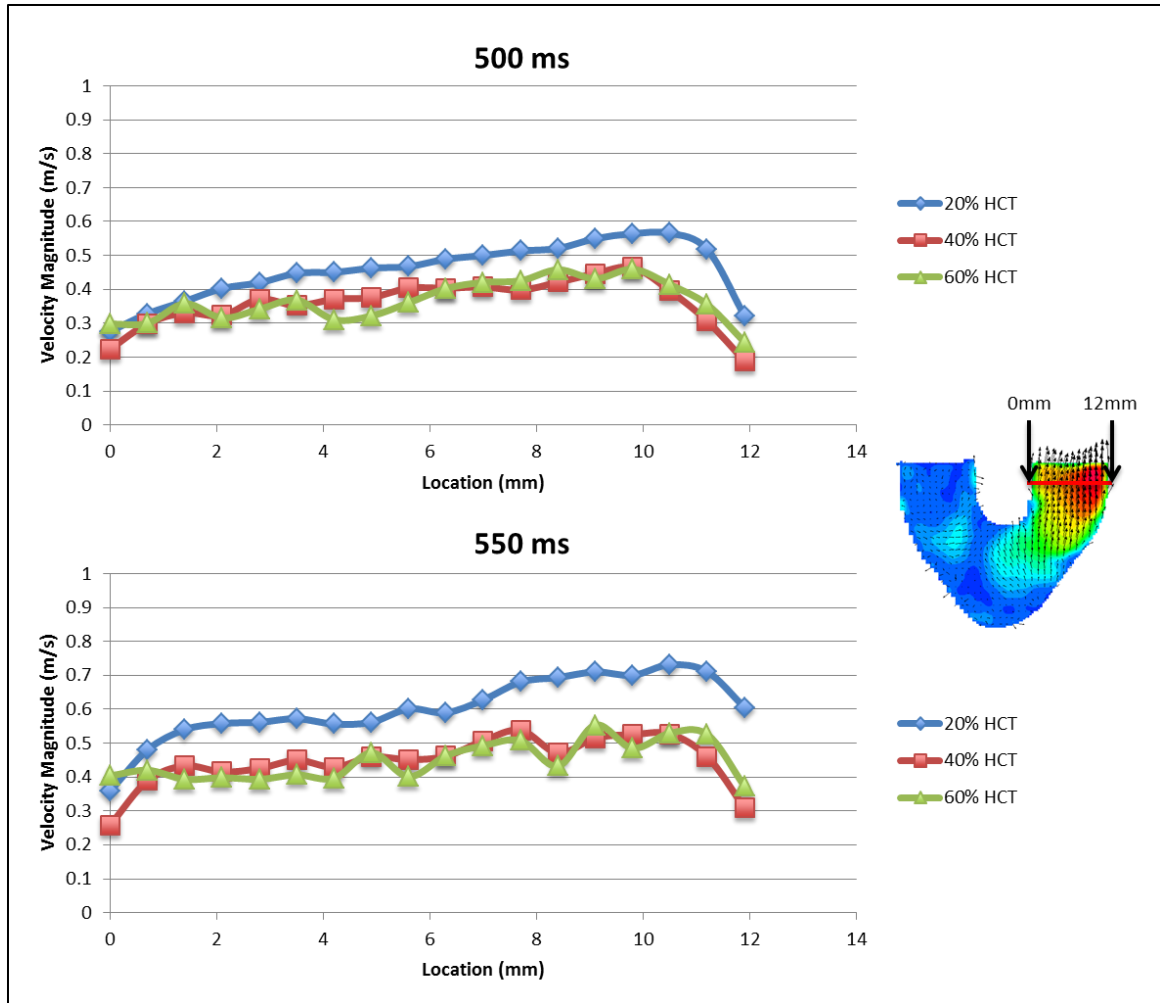 500 ms
Velocity Magnitude (m/s)
1
0.9
0.8
0.7
0.6
0.5
0.4
0.3
0.2
0.1
0
0 2 4 6 8 10 12 14
Location (mm)
20% HCT
40% HCT
60% HCT
0mm 12mm
550 ms
Velocity Magnitude (m/s)
1
0.9
0.8
0.7
0.6
0.5
0.4
0.3
0.2
0.1
0
0 2 4 6 8 10 12 14
Location (mm)
20% HCT
40% HCT
60% HCT